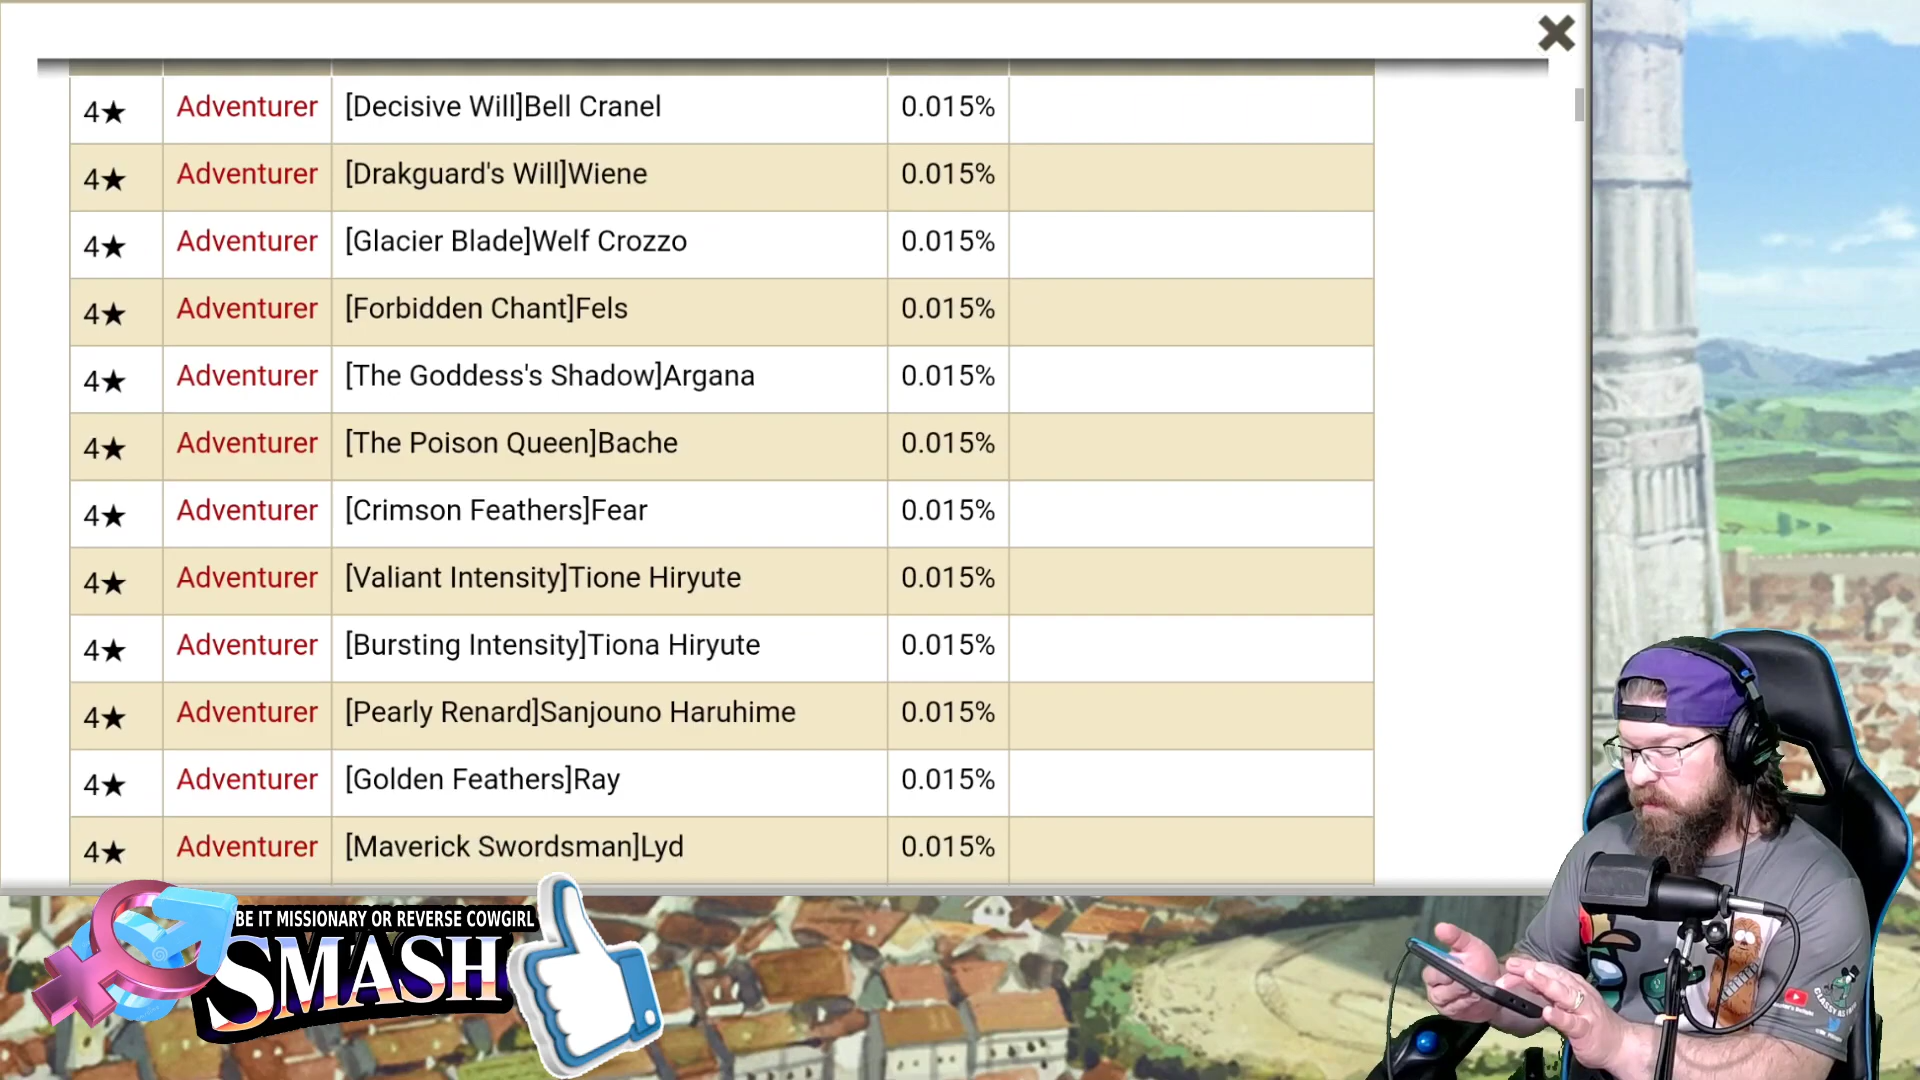 4★ Adventurer [Decisive Will]Bell Cranel 0.015%
4★ Adventurer [Drakguard's Will]Wiene 0.015%
4★ Adventurer [Glacier Blade]Welf Crozzo 0.015%
4★ Adventurer [Forbidden Chant]Fels 0.015%
4★ Adventurer [The Goddess's Shadow]Argana 0.015%
4★ Adventurer [The Poison Queen]Bache 0.015%
4★ Adventurer [Crimson Feathers]Fear 0.015%
4★ Adventurer [Valiant Intensity]Tione Hiryute 0.015%
4★ Adventurer [Bursting Intensity]Tiona Hiryute 0.015%
4★ Adventurer [Pearly Renard]Sanjouno Haruhime 0.015%
4★ Adventurer [Golden Feathers]Ray 0.015%
4★ Adventurer [Maverick Swordsman]Lyd 0.015%
BE IT MISSIONARY OR REVERSE COWGIRL
SMASH